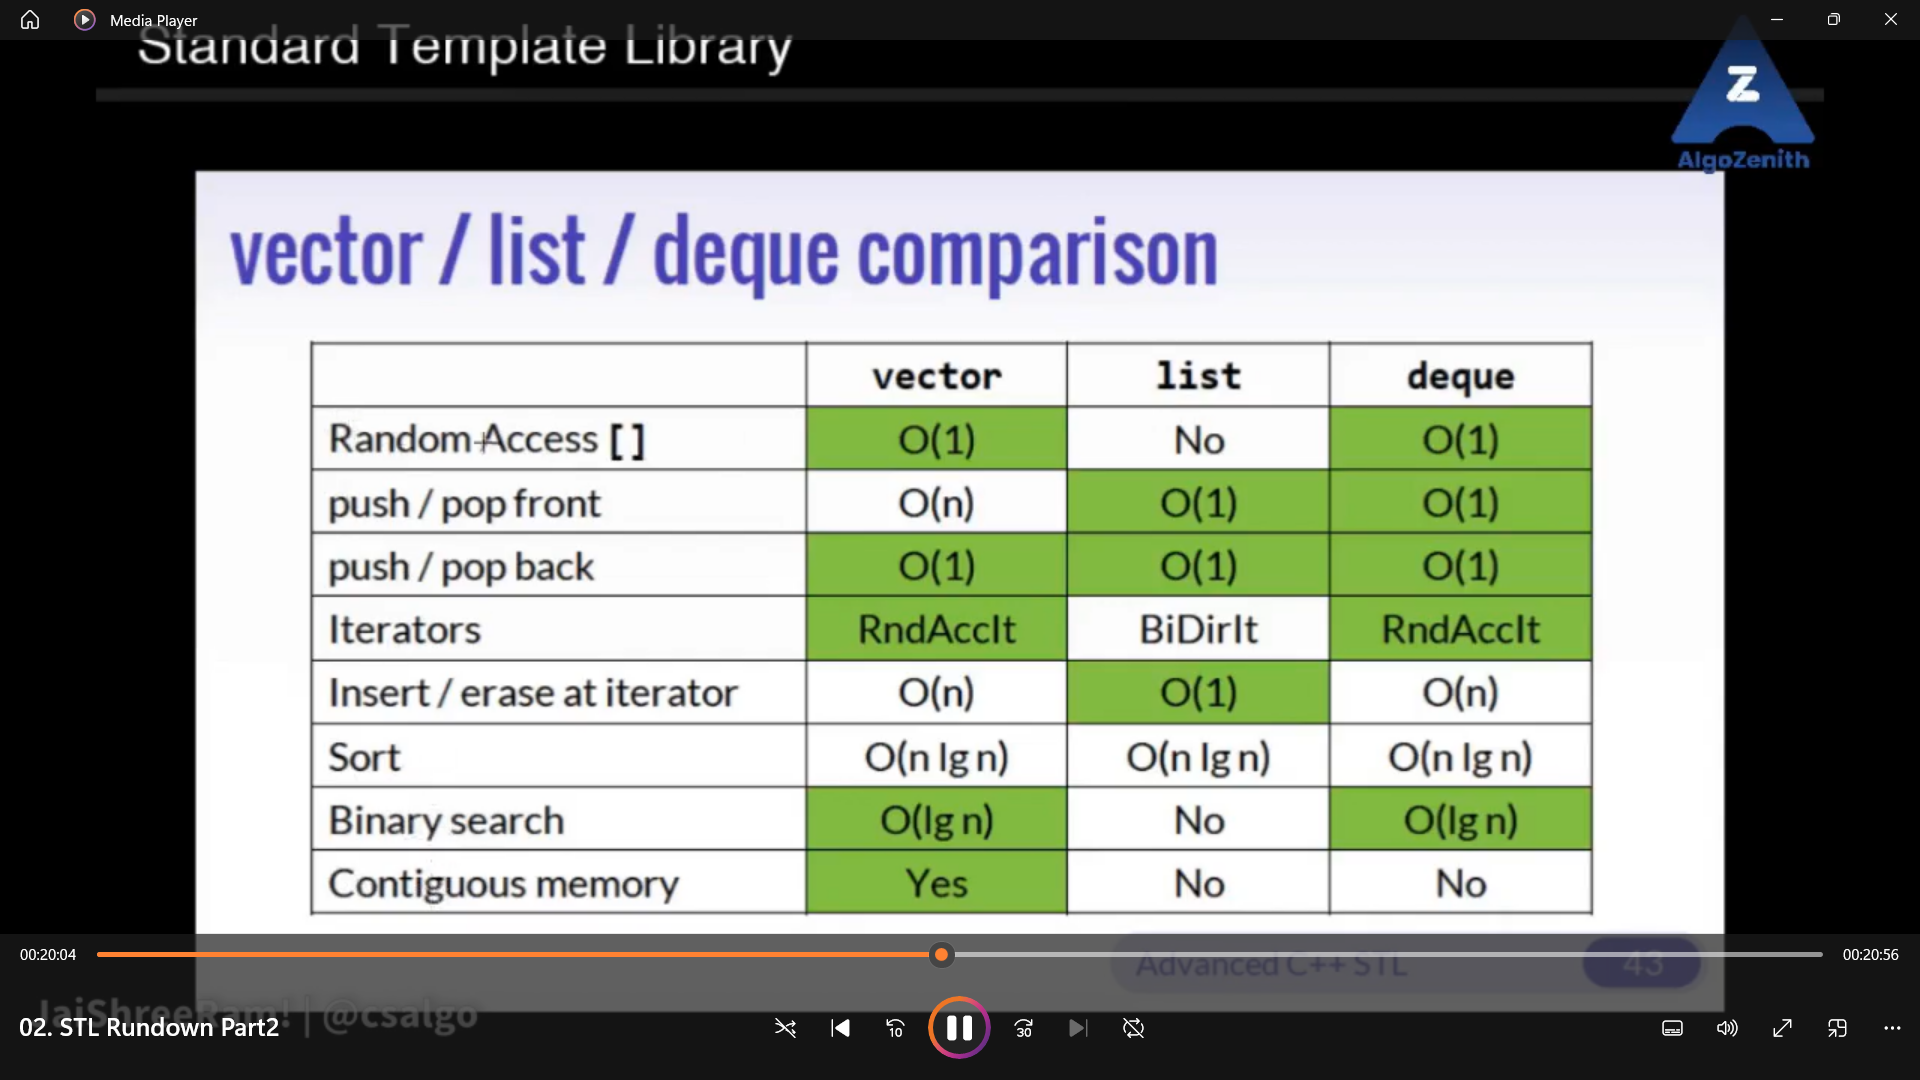 Media Player
Standard Template Library
Z
AlgoZenith
vector / list / deque comparison
vector list deque
Random Access [] O(1) No O(1)
push / pop front O(n) O(1) O(1)
push / pop back O(1) O(1) O(1)
Iterators RndAccIt BiDirIt RndAccIt
Insert / erase at iterator O(n) O(1) O(n)
Sort O(n lg n) O(n lg n) O(n lg n)
Binary search O(lg n) No O(lg n)
Contiguous memory Yes No No
00:20:04 00:20:56
Advanced C++ STL 43
JaiShreeRam! | @csalgo
02. STL Rundown Part2
10 30